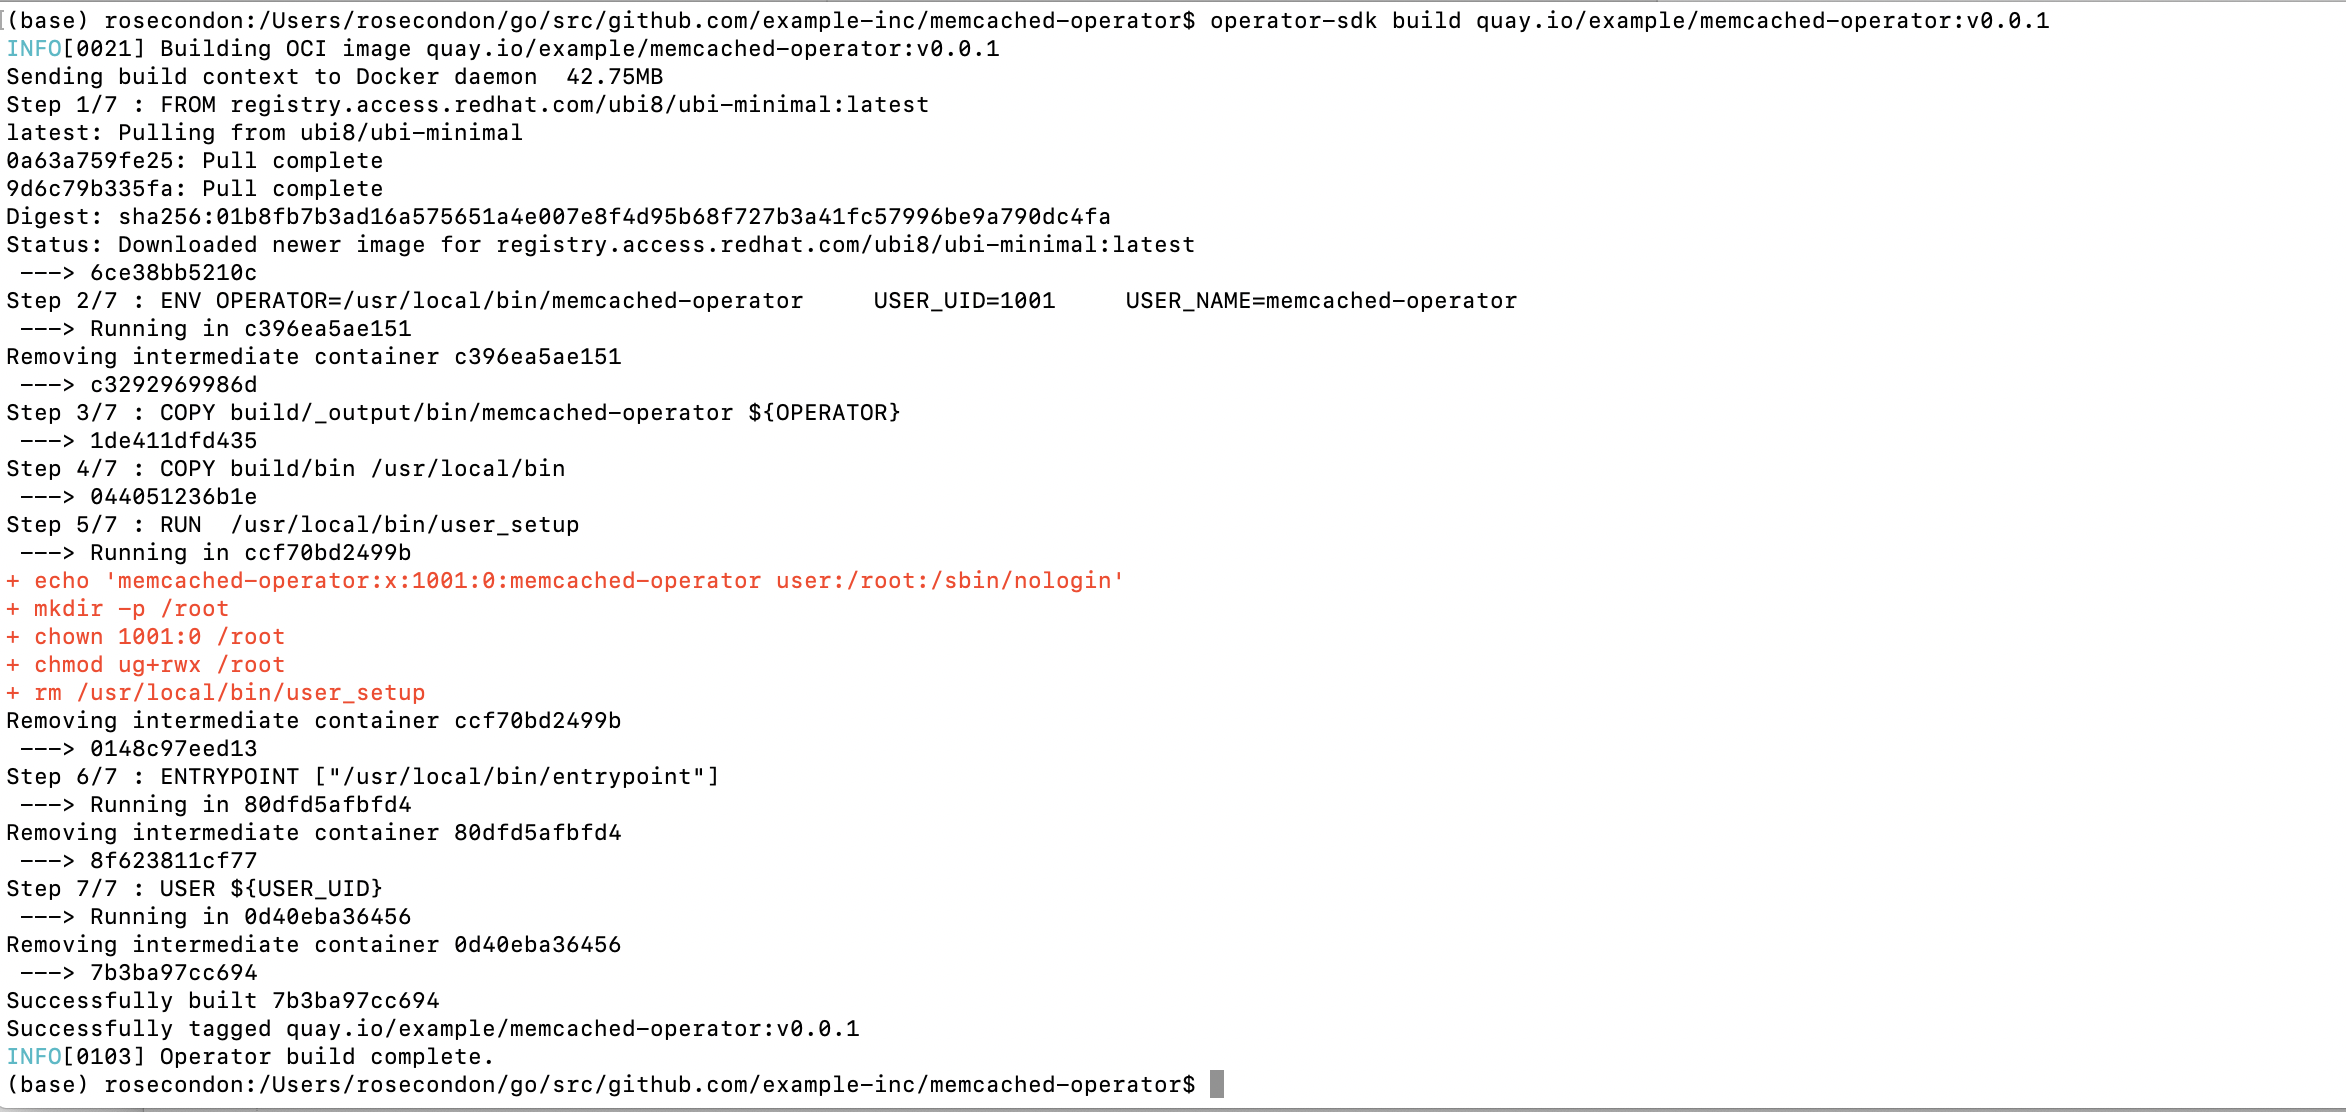 (base) rosecondon:/Users/rosecondon/go/src/github.com/example-inc/memcached-operator$ operator-sdk build quay.io/example/memcached-operator:v0.0.1
INFO[0021] Building OCI image quay.io/example/memcached-operator:v0.0.1
Sending build context to Docker daemon  42.75MB
Step 1/7 : FROM registry.access.redhat.com/ubi8/ubi-minimal:latest
latest: Pulling from ubi8/ubi-minimal
0a63a759fe25: Pull complete
9d6c79b335fa: Pull complete
Digest: sha256:01b8fb7b3ad16a575651a4e007e8f4d95b68f727b3a41fc57996be9a790dc4fa
Status: Downloaded newer image for registry.access.redhat.com/ubi8/ubi-minimal:latest
 ---> 6ce38bb5210c
Step 2/7 : ENV OPERATOR=/usr/local/bin/memcached-operator     USER_UID=1001     USER_NAME=memcached-operator
 ---> Running in c396ea5ae151
Removing intermediate container c396ea5ae151
 ---> c3292969986d
Step 3/7 : COPY build/_output/bin/memcached-operator ${OPERATOR}
 ---> 1de411dfd435
Step 4/7 : COPY build/bin /usr/local/bin
 ---> 044051236b1e
Step 5/7 : RUN  /usr/local/bin/user_setup
 ---> Running in ccf70bd2499b
+ echo 'memcached-operator:x:1001:0:memcached-operator user:/root:/sbin/nologin'
+ mkdir -p /root
+ chown 1001:0 /root
+ chmod ug+rwx /root
+ rm /usr/local/bin/user_setup
Removing intermediate container ccf70bd2499b
 ---> 0148c97eed13
Step 6/7 : ENTRYPOINT ["/usr/local/bin/entrypoint"]
 ---> Running in 80dfd5afbfd4
Removing intermediate container 80dfd5afbfd4
 ---> 8f623811cf77
Step 7/7 : USER ${USER_UID}
 ---> Running in 0d40eba36456
Removing intermediate container 0d40eba36456
 ---> 7b3ba97cc694
Successfully built 7b3ba97cc694
Successfully tagged quay.io/example/memcached-operator:v0.0.1
INFO[0103] Operator build complete.
(base) rosecondon:/Users/rosecondon/go/src/github.com/example-inc/memcached-operator$